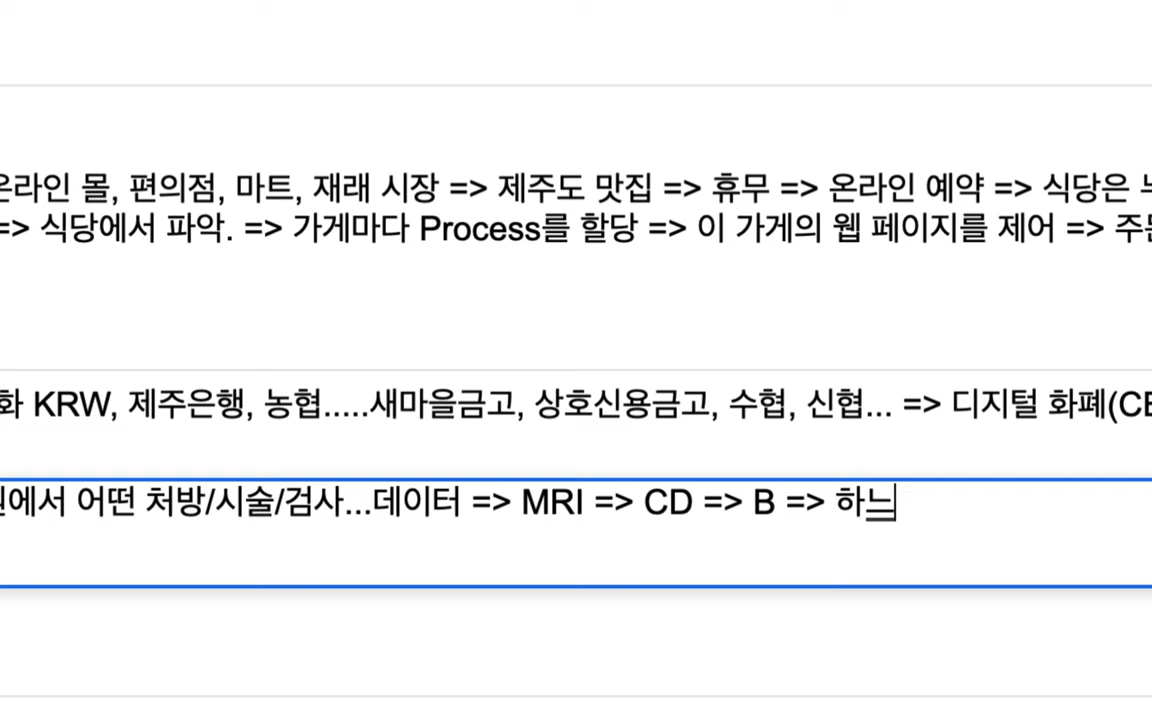 온라인 몰, 편의점, 마트, 재래 시장 => 제주도 맛집 => 휴무 => 온라인 예약 => 식당은
=> 식당에서 파악. => 가게마다 Process를 할당 => 이 가게의 웹 페이지를 제어 =>
화 KRW, 제주은행, 농협.....새마을금고, 상호신용금고, 수협, 신협... => 디지털 화폐(
에서 어떤 처방/시술/검사...데이터 => MRI => CD => B => 하느